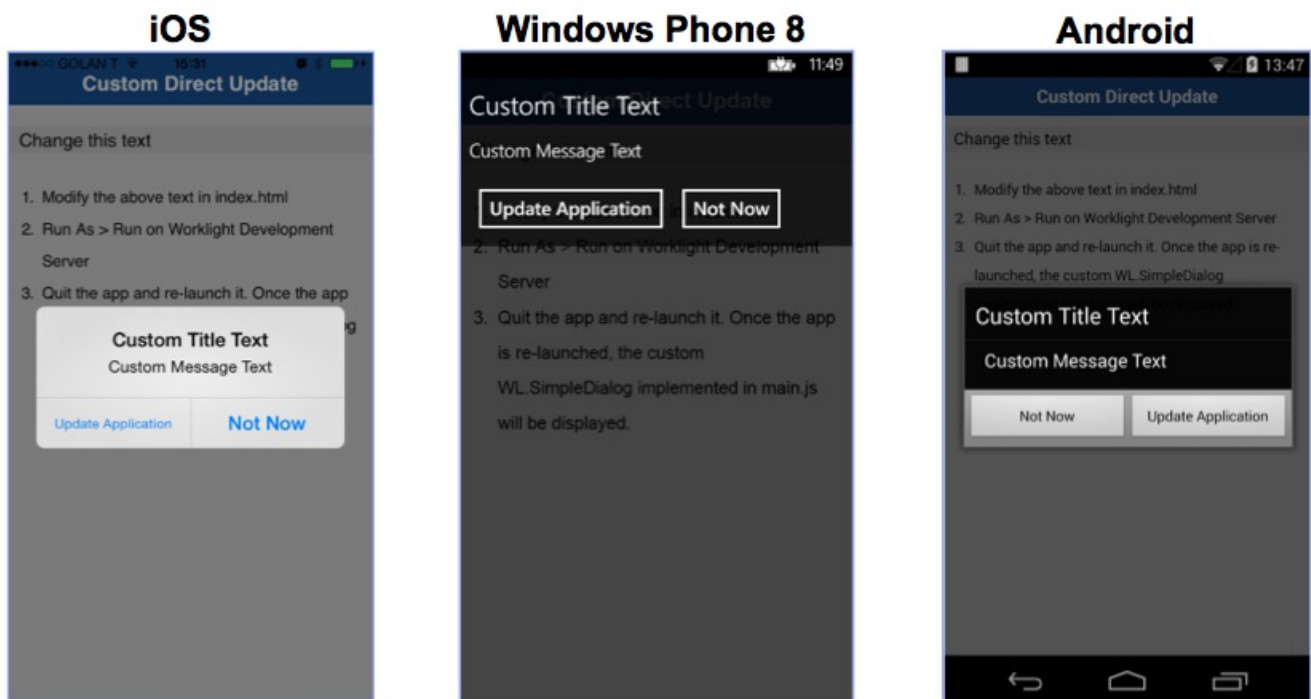 iOS
GOLAN T 15:31
Custom Direct Update
Change this text
1. Modify the above text in index.html
2. Run As > Run on Worklight Development
Server
3. Quit the app and re-launch it. Once the app
Custom Title Text
Custom Message Text
Update Application
Not Now
Windows Phone 8
11:49
Custom Title Text
Custom Message Text
Update Application
Not Now
2. Run As > Run on Worklight Development
Server
3. Quit the app and re-launch it. Once the app
is re-launched, the custom
WL.SimpleDialog implemented in main.js
will be displayed.
Android
13:47
Custom Direct Update
Change this text
1. Modify the above text in index.html
2. Run As > Run on Worklight Development Server
3. Quit the app and re-launch it. Once the app is re-
launched, the custom WL.SimpleDialog
Custom Title Text
Custom Message Text
Not Now
Update Application